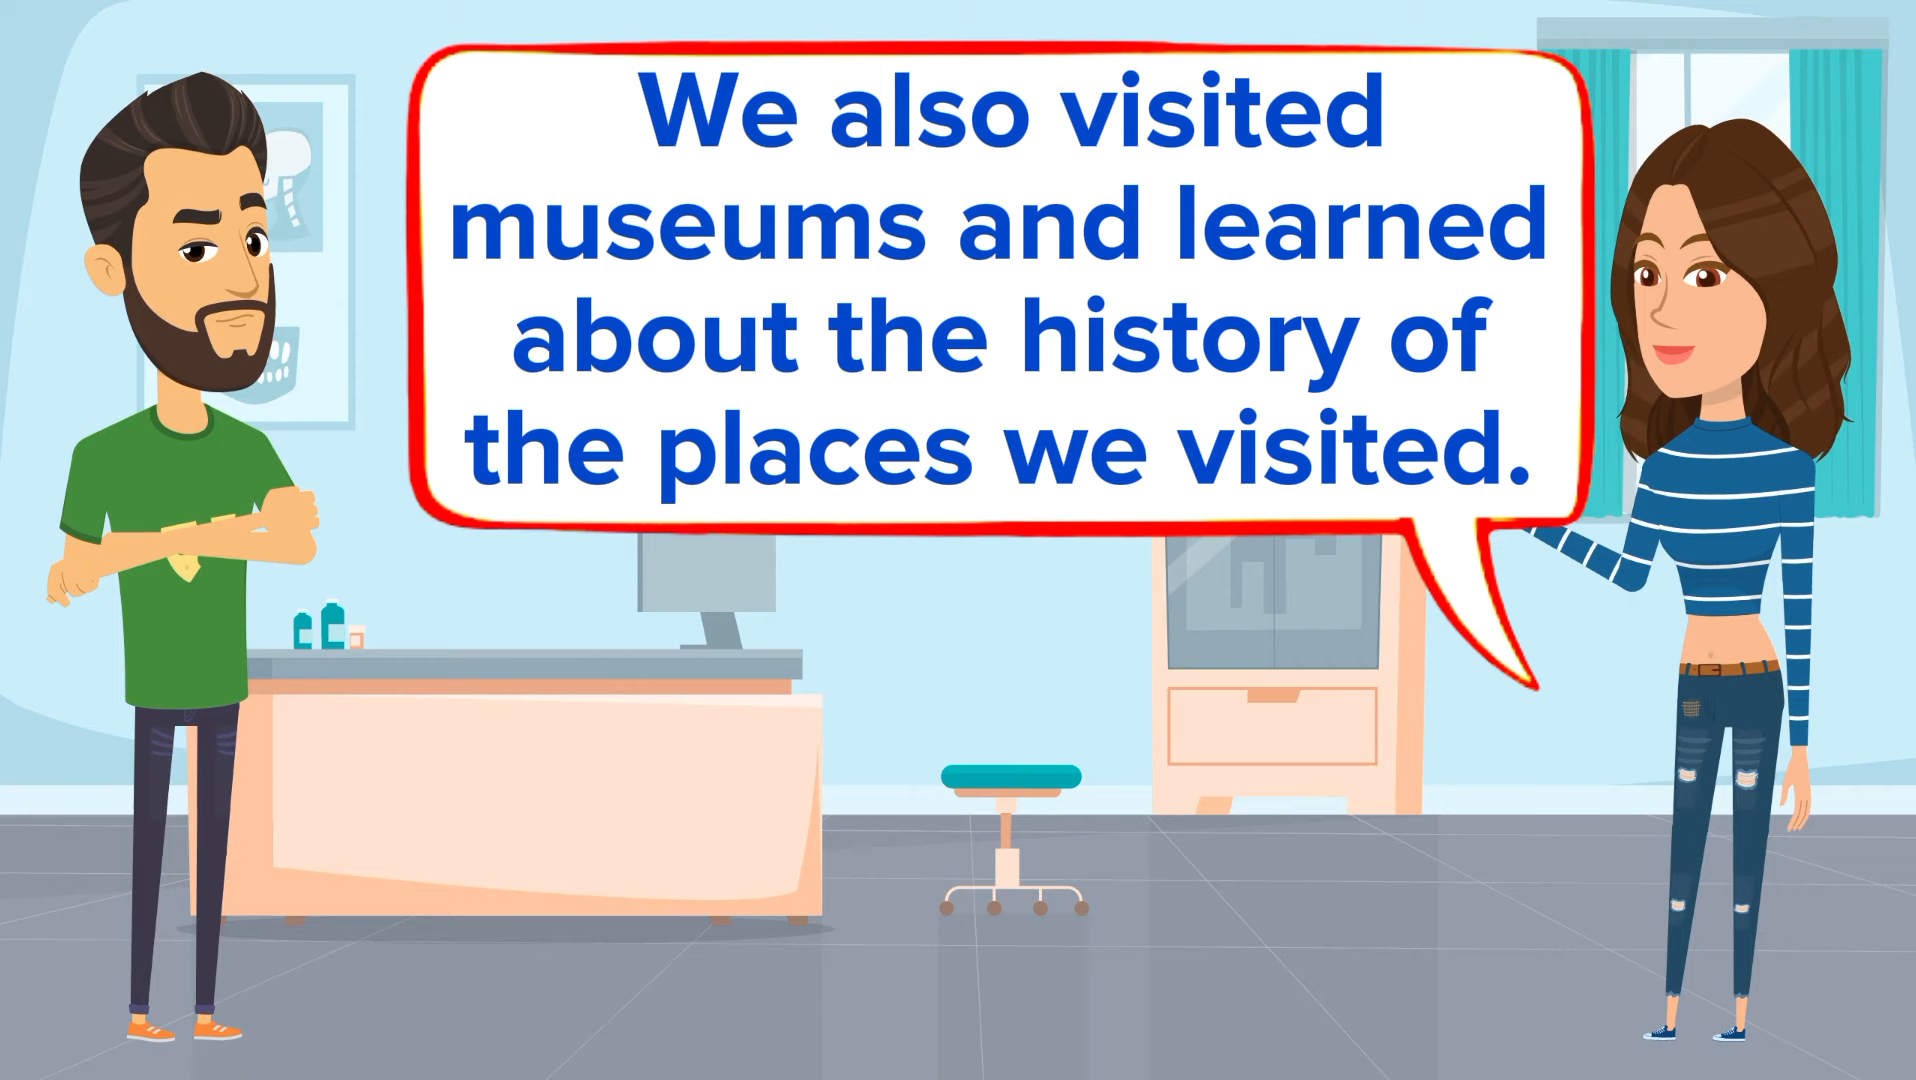 We also visited
museums and learned
about the history of
the places we visited.